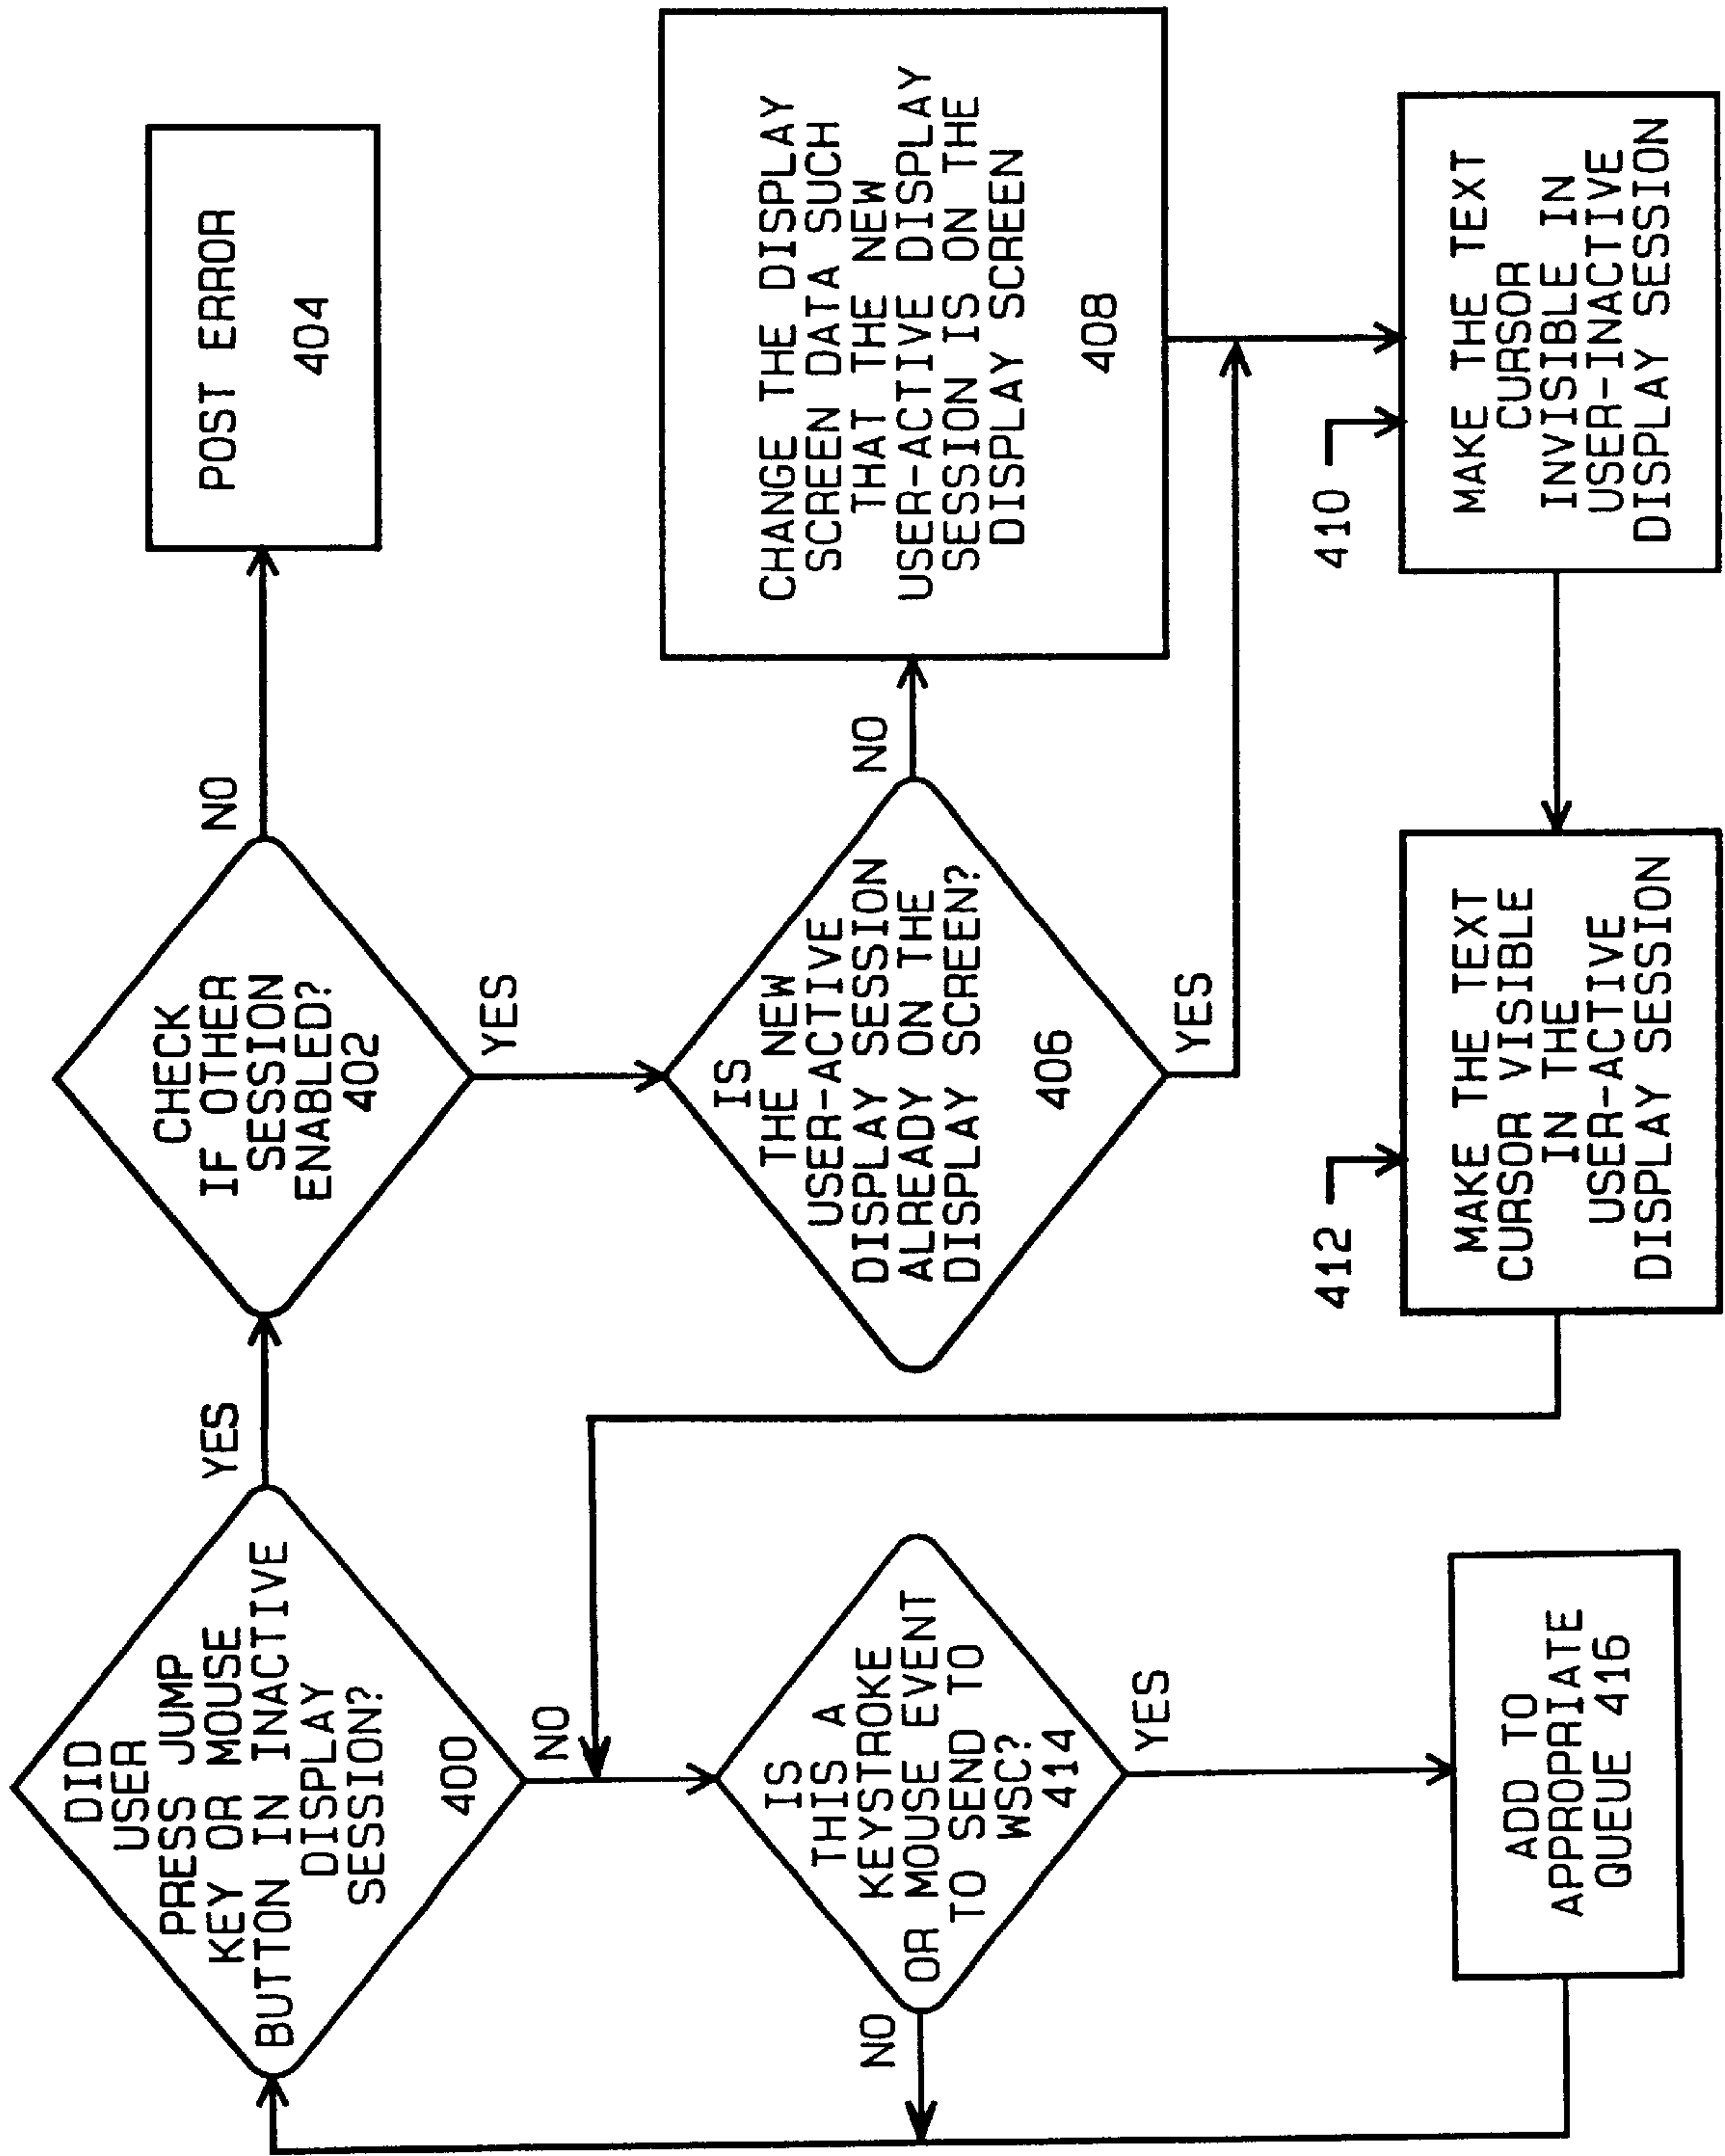 DID
USER
PRESS JUMP
KEY OR MOUSE
BUTTON IN INACTIVE
DISPLAY
SESSION?
400
YES
NO
CHECK
IF OTHER
SESSION
ENABLED?
402
NO
YES
POST ERROR
404
IS
THE NEW
USER-ACTIVE
DISPLAY SESSION
ALREADY ON THE
DISPLAY SCREEN?
406
NO
YES
CHANGE THE DISPLAY
SCREEN DATA SUCH
THAT THE NEW
USER-ACTIVE DISPLAY
SESSION IS ON THE
DISPLAY SCREEN
408
410
MAKE THE TEXT
CURSOR
INVISIBLE IN
USER-INACTIVE
DISPLAY SESSION
412
MAKE THE TEXT
CURSOR VISIBLE
IN THE
USER-ACTIVE
DISPLAY SESSION
IS
THIS A
KEYSTROKE
OR MOUSE EVENT
TO SEND TO
WSC?
414
NO
YES
ADD TO
APPROPRIATE
QUEUE 416